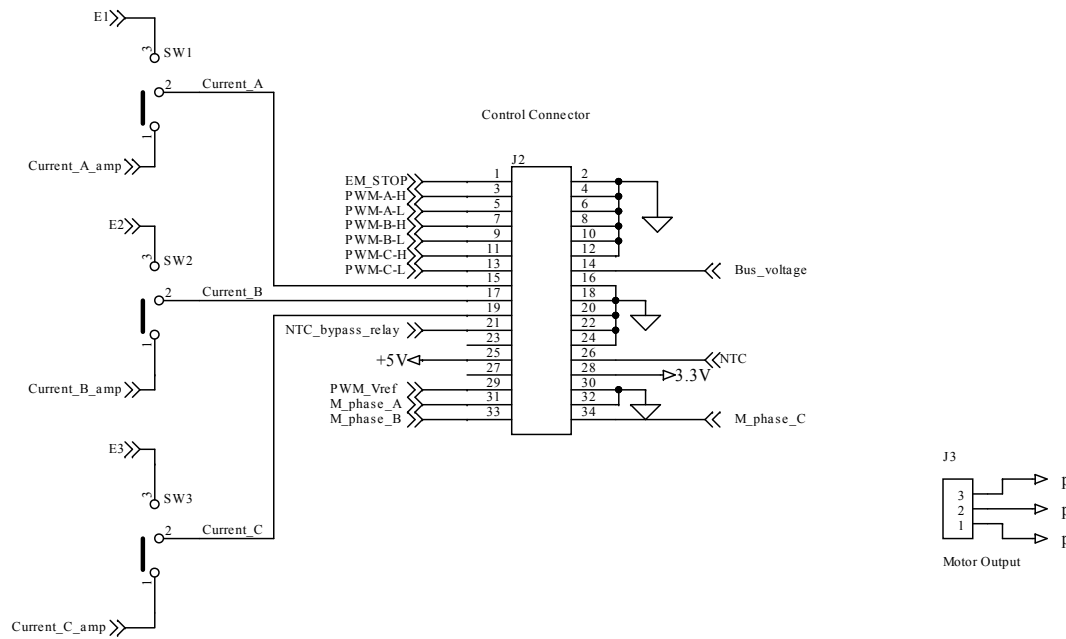 E1
3
SW1
2
Current_A
1
Current_A_amp
Control Connector
J2
EM_STOP 1 2
PWM-A-H 3 4
PWM-A-L 5 6
PWM-B-H 7 8
PWM-B-L 9 10
PWM-C-H 11 12
PWM-C-L 13 14 Bus_voltage
15 16
17 18
19 20
NTC_bypass_relay 21 22
23 24
+5V 25 26 NTC
27 28 3.3V
PWM_Vref 29 30
M_phase_A 31 32
M_phase_B 33 34 M_phase_C
E2
3
SW2
2
Current_B
1
Current_B_amp
E3
3
SW3
2
Current_C
1
Current_C_amp
J3
3 p
2 p
1 p
Motor Output